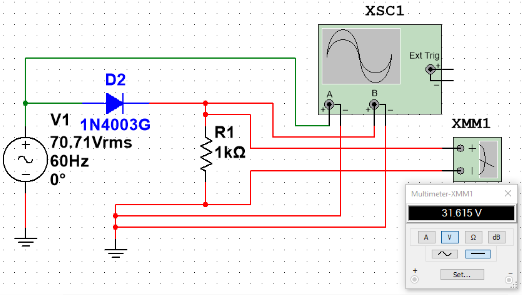 XSC1
Ext Trig
+
−
A
B
+ − + −
D2
1N4003G
V1
70.71Vrms
60Hz
0°
R1
1kΩ
XMM1
+
Multimeter-XMM1 ×
31.615 V
A V Ω dB
+ Set... −